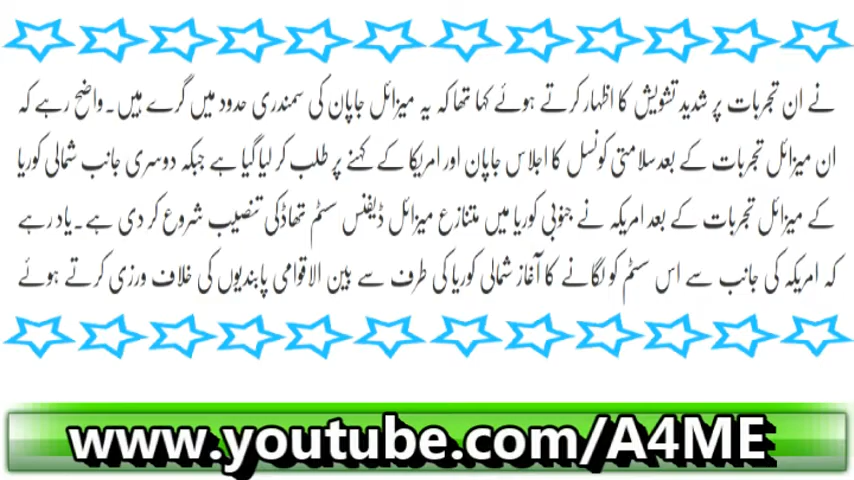 نے ان تجربات پر شدید تشویش کا اظہار کرتے ہوئے کہا تھا کہ یہ میزائل جاپان کی سمندری حدود میں گرے ہیں۔واضح رہے کہ
ان میزائل تجربات کے بعد سلامتی کونسل کا اجلاس جاپان اور امریکا کے کہنے پر طلب کر لیا گیا ہے جبکہ دوسری جانب شمالی کوریا
کے میزائل تجربات کے بعد امریکہ نے جنوبی کوریا میں متنازع میزائل ڈیفنس سسٹم تھاڈکی تنصیب شروع کر دی ہے۔یاد رہے
کہ امریکہ کی جانب سے اس سسٹم کو لگانے کا آغاز شمالی کوریا کی طرف سے بین الاقوامی پابندیوں کی خلاف ورزی کرتے ہوئے
www.youtube.com/A4ME